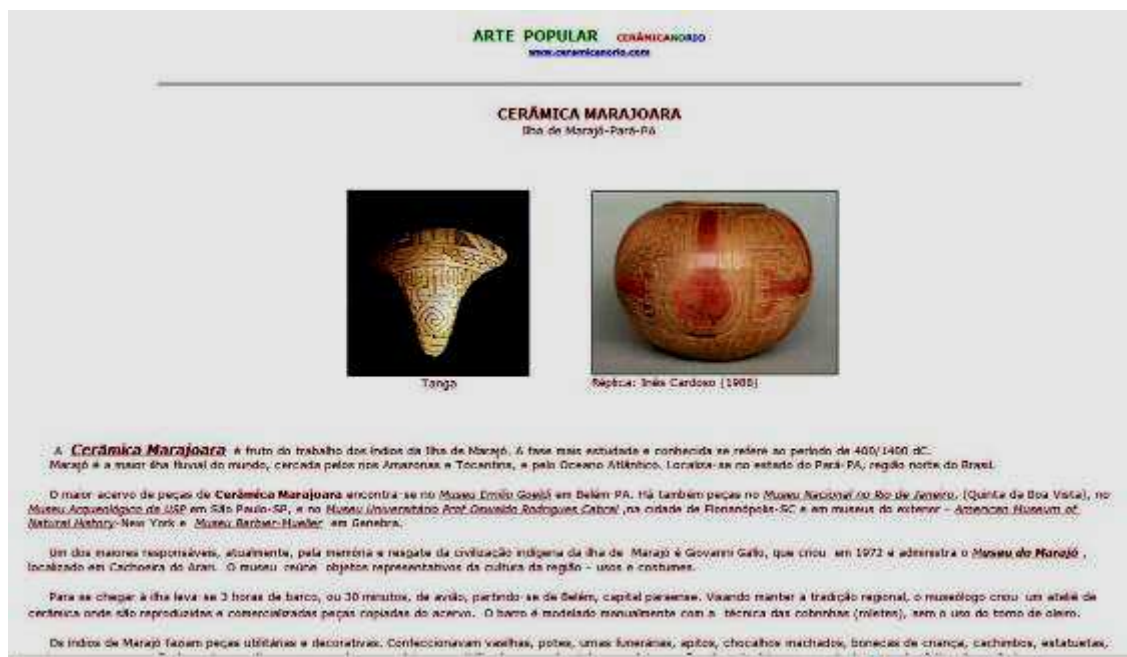 ARTE POPULAR CERÂMICANORIO
www.ceramicanorio.com
CERÂMICA MARAJOARA
Ilha de Marajó-Pará-PA
Tanga
Réplica: Inês Cardoso (1988)
A Cerâmica Marajoara é fruto do trabalho dos índios da Ilha de Marajó. A fase mais estudada e conhecida se refere ao período de 400/1400 dC.
Marajó é a maior ilha fluvial do mundo, cercada pelos rios Amazonas e Tocantins, e pelo Oceano Atlântico. Localiza-se no estado do Pará-PA, região norte do Brasil.
O maior acervo de peças de Cerâmica Marajoara encontra-se no Museu Emilio Goeldi em Belém-PA. Há também peças no Museu Nacional no Rio de Janeiro, (Quinta da Boa Vista), no
Museu Arqueológico da USP em São Paulo-SP, e no Museu Universitário Prof Oswaldo Rodrigues Cabral ,na cidade de Florianópolis-SC e em museus do exterior – American Museum of
Natural History-New York e Museu Barbier-Mueller em Genebra.
Um dos maiores responsáveis, atualmente, pela memória e resgate da civilização indígena da ilha de Marajó é Giovanni Gallo, que criou em 1972 e administra o Museu do Marajó ,
localizado em Cachoeira do Arari. O museu reúne objetos representativos da cultura da região – usos e costumes.
Para se chegar à ilha leva-se 3 horas de barco, ou 30 minutos, de avião, partindo-se de Belém, capital paraense. Visando manter a tradição regional, o museólogo criou um ateliê de
cerâmica onde são reproduzidas e comercializadas peças copiadas do acervo. O barro é modelado manualmente com a técnica das cobrinhas (roletes), sem o uso do torno de oleiro.
Os índios de Marajó faziam peças utilitárias e decorativas. Confeccionavam vasilhas, potes, urnas funerárias, apitos, chocalhos machados, bonecas de criança, cachimbos, estatuetas,